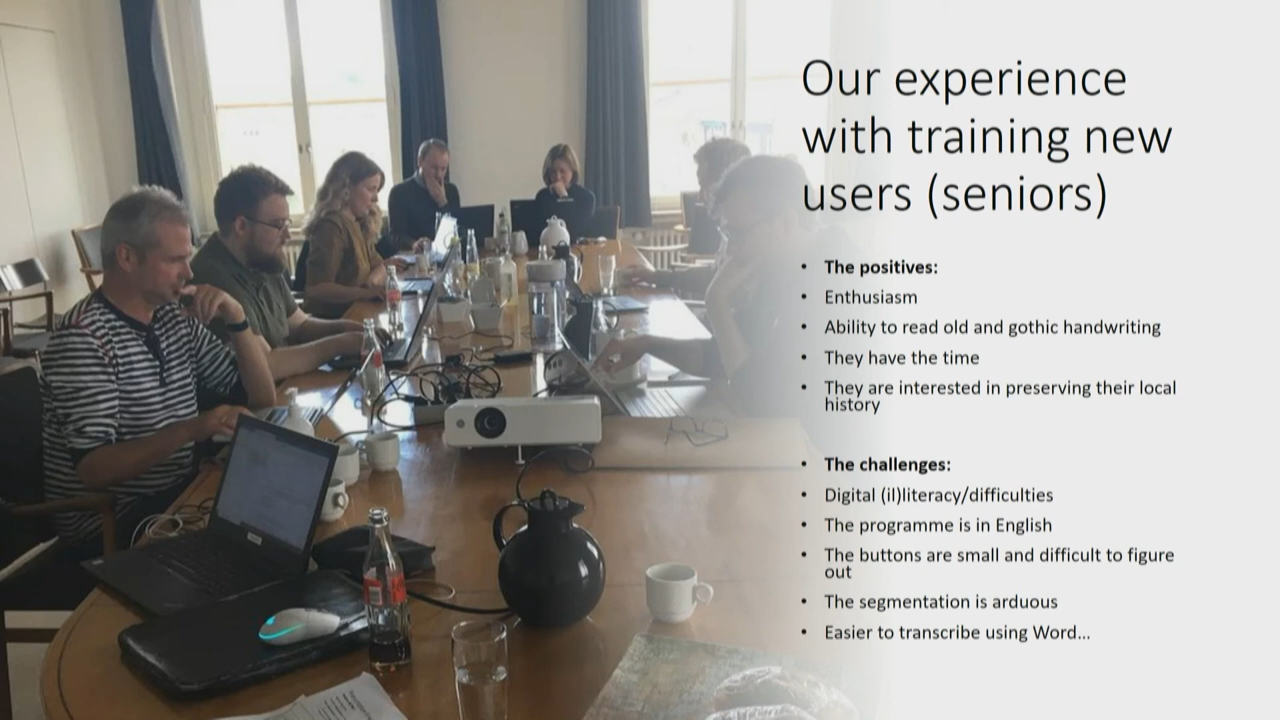 Our experience
with training new
users (seniors)
• The positives:
• Enthusiasm
• Ability to read old and gothic handwriting
• They have the time
• They are interested in preserving their local
history
• The challenges:
• Digital (il)literacy/difficulties
• The programme is in English
• The buttons are small and difficult to figure
out
• The segmentation is arduous
• Easier to transcribe using Word...